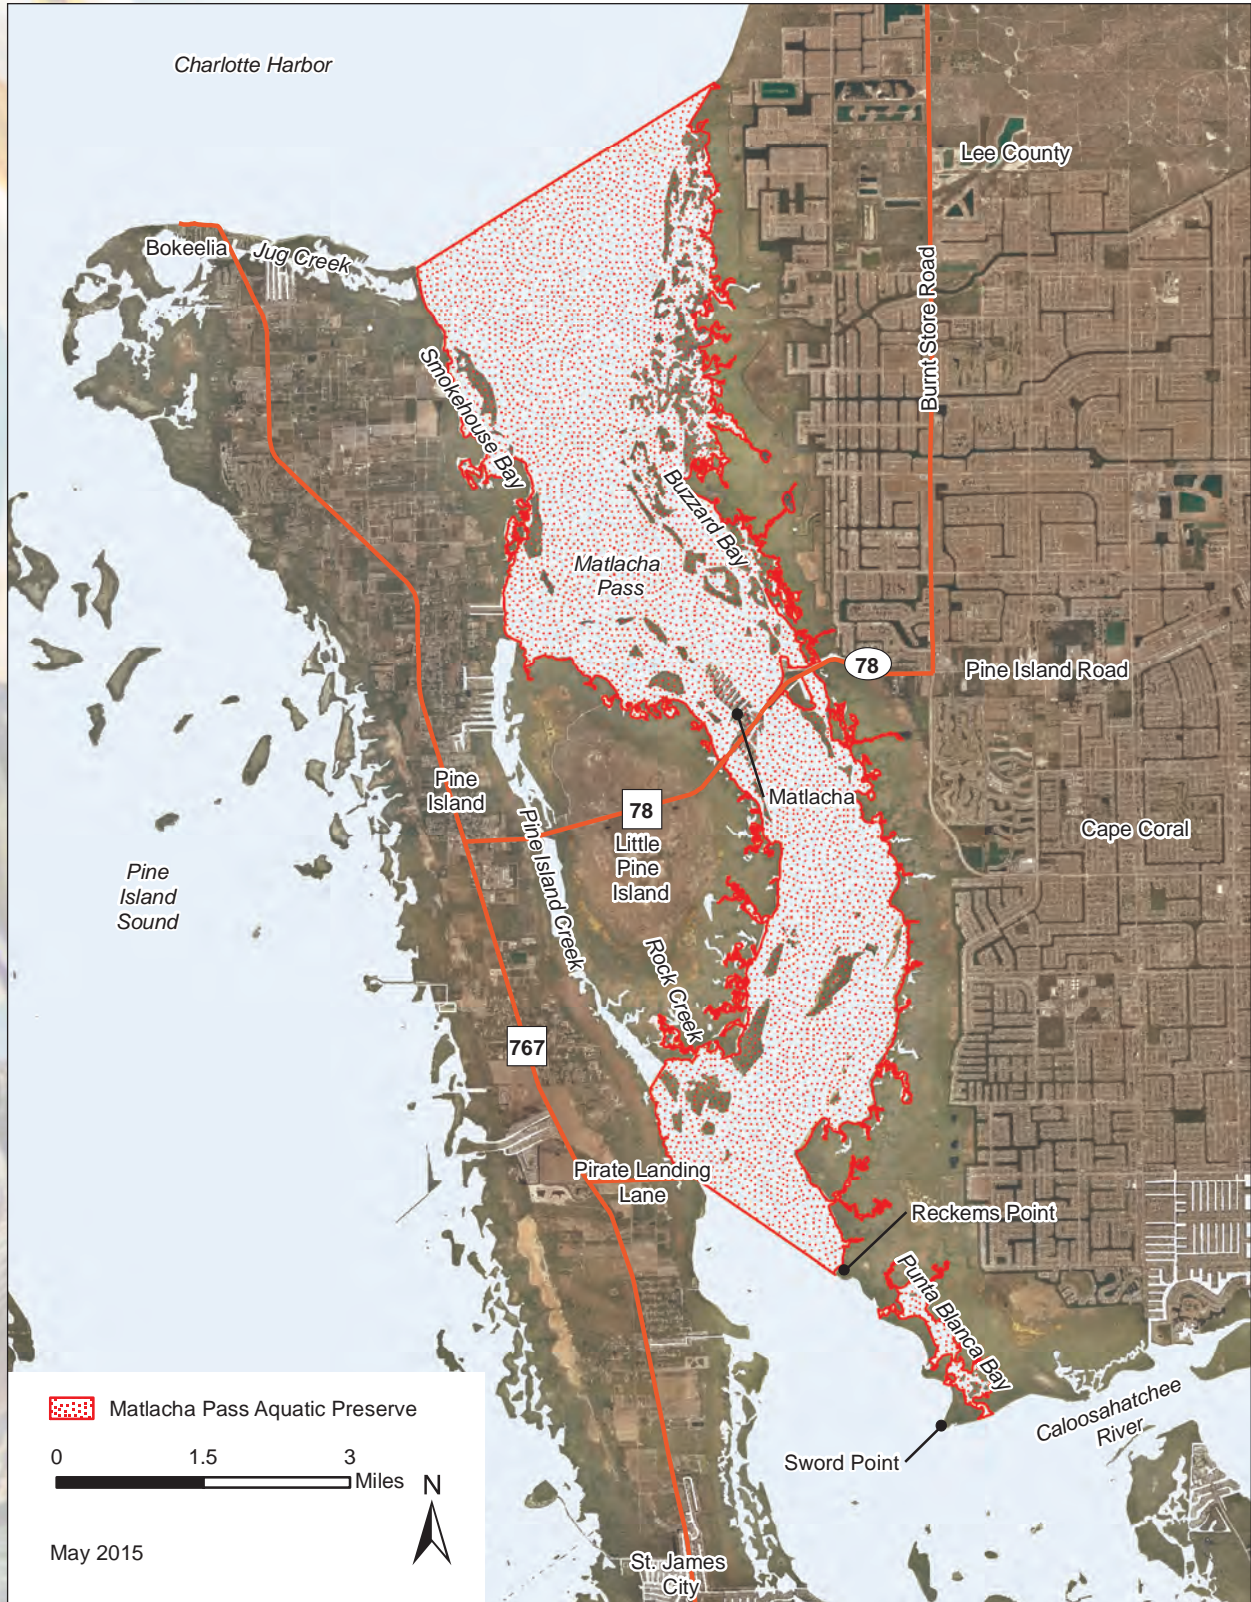 Charlotte Harbor
Lee County
Bokeelia
Jug Creek
Burnt Store Road
Smokehouse Bay
Buzzard Bay
Matlacha
Pass
78
Pine Island Road
Pine
Island
Matlacha
78
Little
Pine
Island
Cape Coral
Pine Island Creek
Pine
Island
Sound
Rock Creek
767
Pirate Landing
Lane
Reckems Point
Punta Blanca Bay
Caloosahatchee
River
Sword Point
Matlacha Pass Aquatic Preserve
0 1.5 3
Miles
N
May 2015
St. James
City